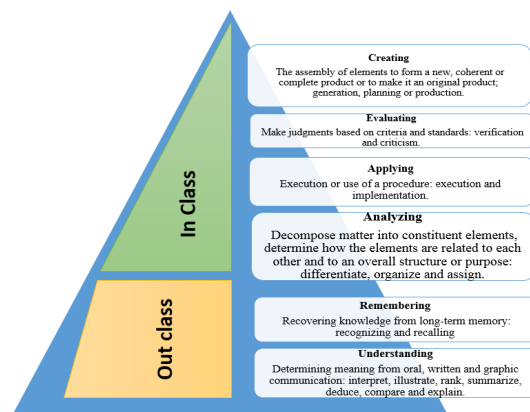 Creating
The assembly of elements to form a new, coherent or
complete product or to make it an original product;
generation, planning or production.
Evaluating
Make judgments based on criteria and standards: verification
and criticism.
Applying
Execution or use of a procedure: execution and
implementation.
Analyzing
Decompose matter into constituent elements,
determine how the elements are related to each
other and to an overall structure or purpose:
differentiate, organize and assign.
Remembering
Recovering knowledge from long-term memory:
recognizing and recalling
Understanding
Determining meaning from oral, written and graphic
communication: interpret, illustrate, rank, summarize,
deduce, compare and explain.
In Class
Out class